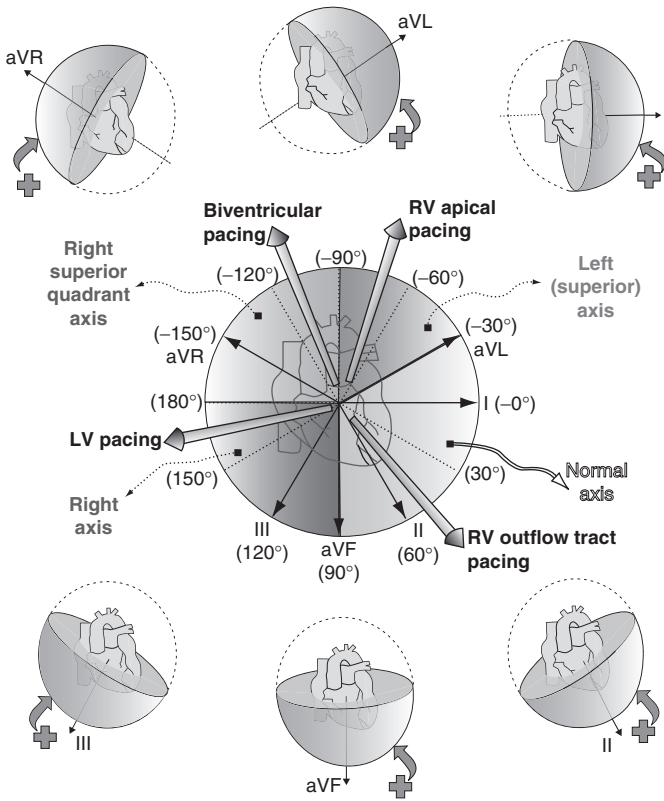 aVR
aVL
Biventricular
pacing
RV apical
pacing
Right
superior
quadrant
axis
(−120°)
(−90°)
(−60°)
Left
(superior)
axis
(−150°)
aVR
(−30°)
aVL
(180°)
I (−0°)
LV pacing
(150°)
(30°)
Normal
axis
Right
axis
III
(120°)
aVF
(90°)
II
(60°)
RV outflow tract
pacing
III
aVF
II